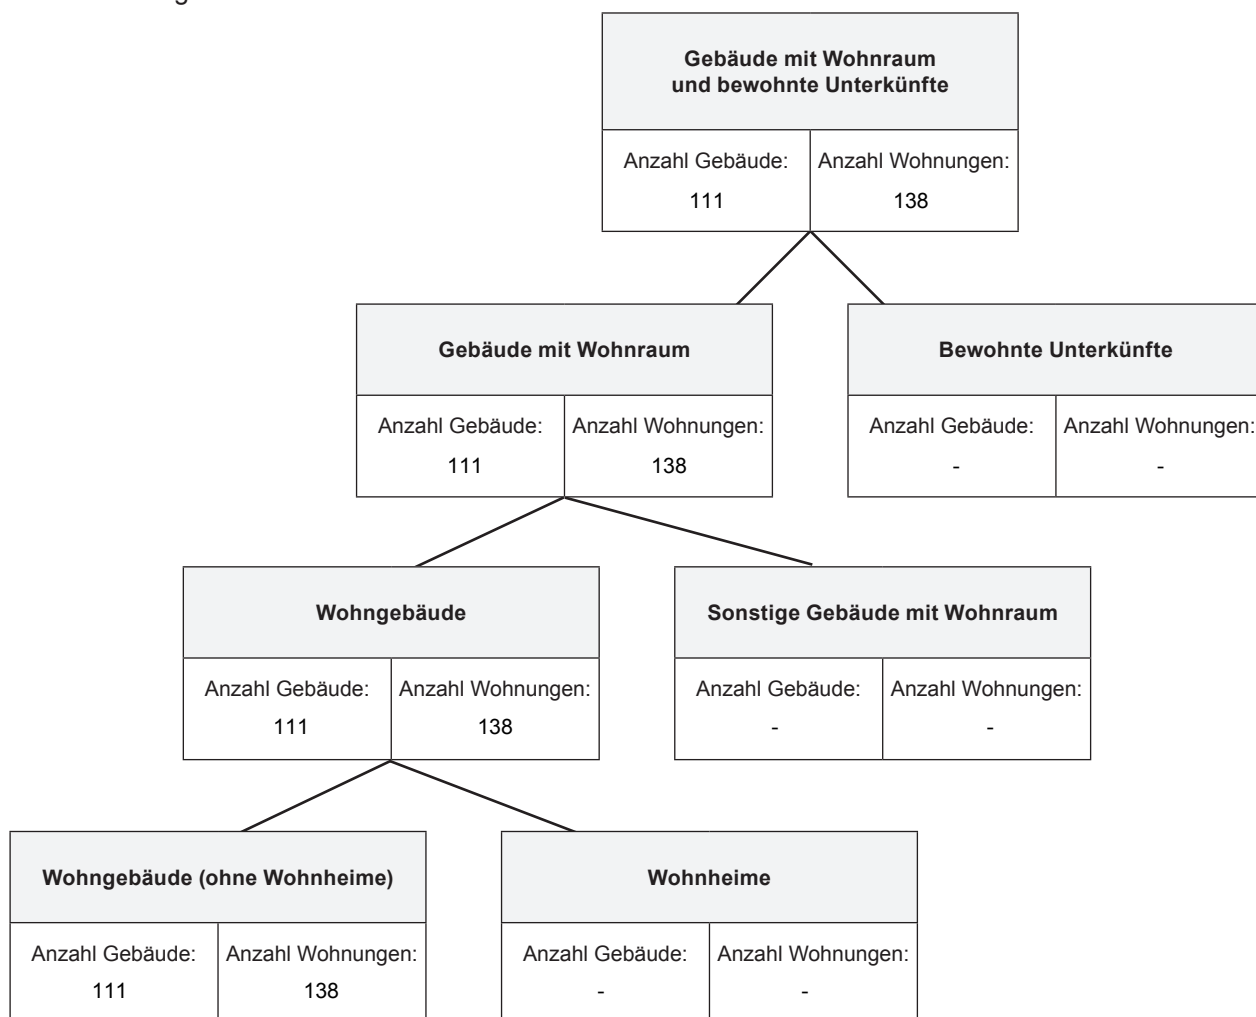 Gebäude mit Wohnraum
und bewohnte Unterkünfte
Anzahl Gebäude: Anzahl Wohnungen:
111 138
Gebäude mit Wohnraum Bewohnte Unterkünfte
Anzahl Gebäude: Anzahl Wohnungen: Anzahl Gebäude: Anzahl Wohnungen:
111 138 - -
Wohngebäude Sonstige Gebäude mit Wohnraum
Anzahl Gebäude: Anzahl Wohnungen: Anzahl Gebäude: Anzahl Wohnungen:
111 138 - -
Wohngebäude (ohne Wohnheime) Wohnheime
Anzahl Gebäude: Anzahl Wohnungen: Anzahl Gebäude: Anzahl Wohnungen:
111 138 - -